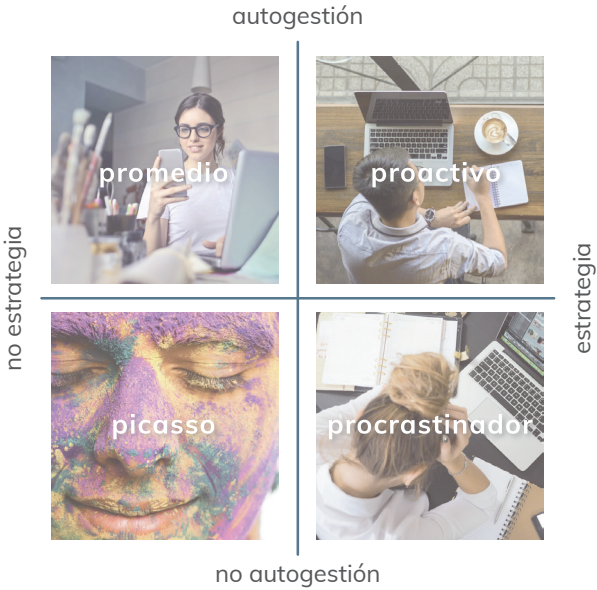 autogestión
promedio
proactivo
no estrategia
estrategia
picasso
procrastinador
no autogestión